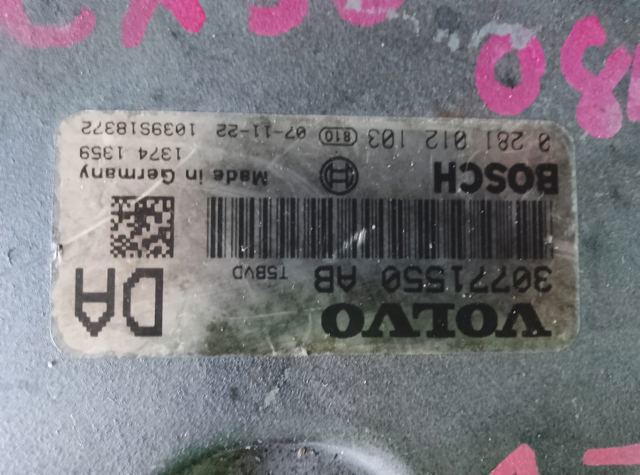 VOLVO DA
30771550 AB T5BVD
BOSCH Made in Germany
1374 1359
0 281 012 103 810 07-11-22 1039S18372